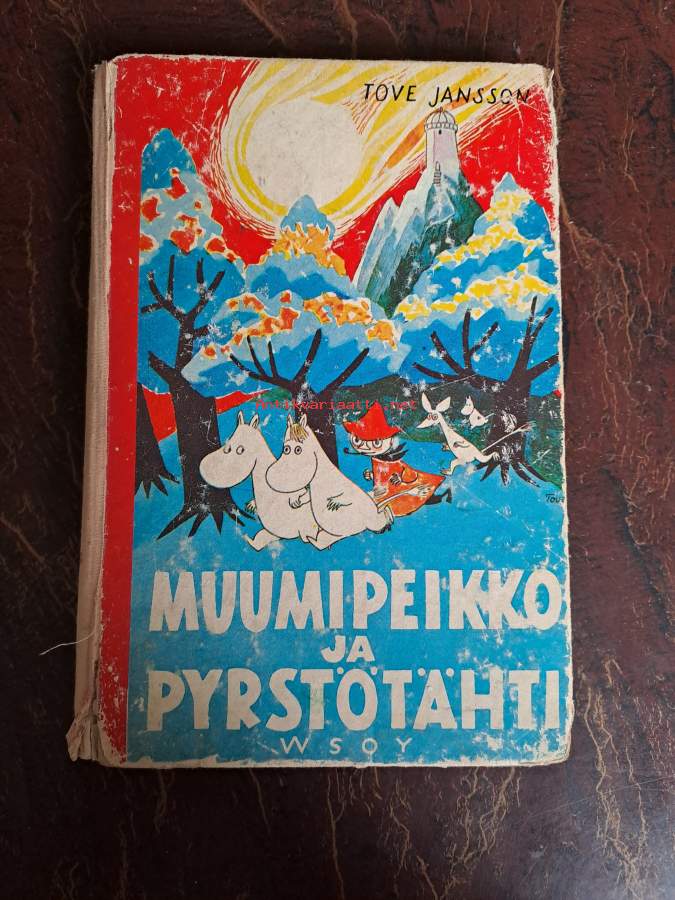 TOVE JANSSON
Antikvariaatti.net
Tove
MUUMIPEIKKO
JA
PYRSTÖTÄHTI
WSOY